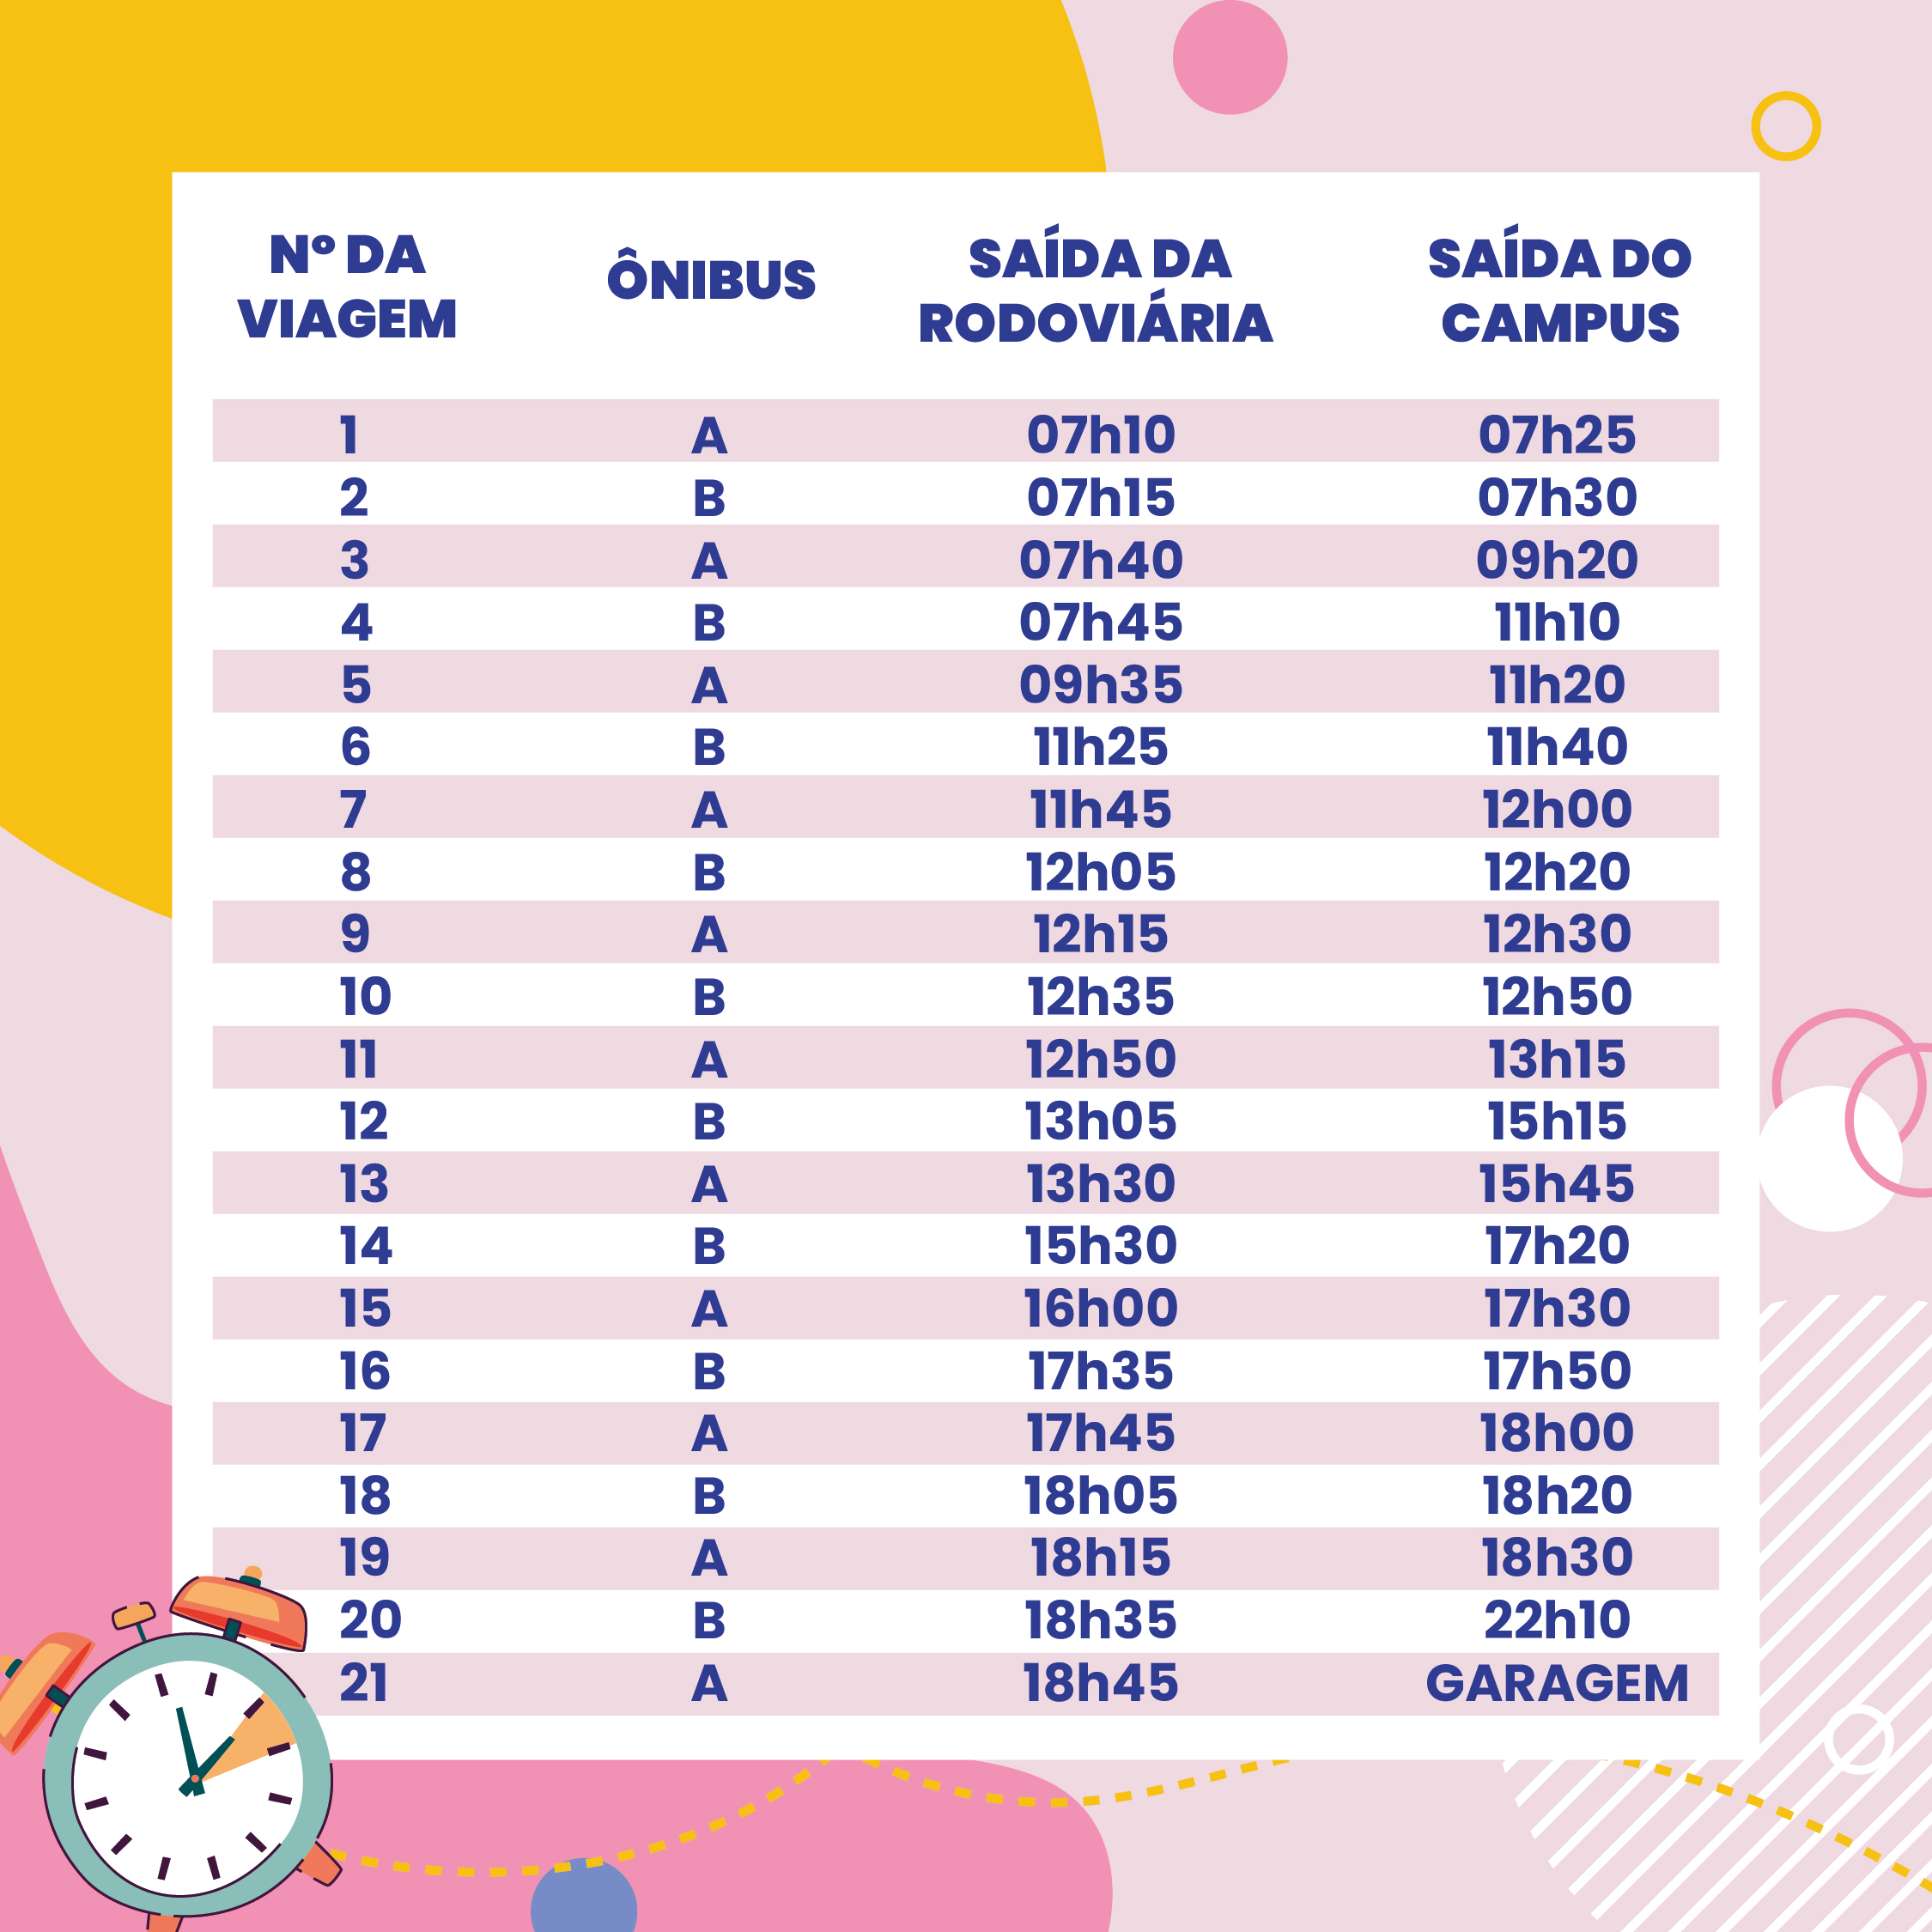 Nº DA VIAGEM ÔNIBUS SAÍDA DA RODOVIÁRIA SAÍDA DO CAMPUS
1 A 07h10 07h25
2 B 07h15 07h30
3 A 07h40 09h20
4 B 07h45 11h10
5 A 09h35 11h20
6 B 11h25 11h40
7 A 11h45 12h00
8 B 12h05 12h20
9 A 12h15 12h30
10 B 12h35 12h50
11 A 12h50 13h15
12 B 13h05 15h15
13 A 13h30 15h45
14 B 15h30 17h20
15 A 16h00 17h30
16 B 17h35 17h50
17 A 17h45 18h00
18 B 18h05 18h20
19 A 18h15 18h30
20 B 18h35 22h10
21 A 18h45 GARAGEM